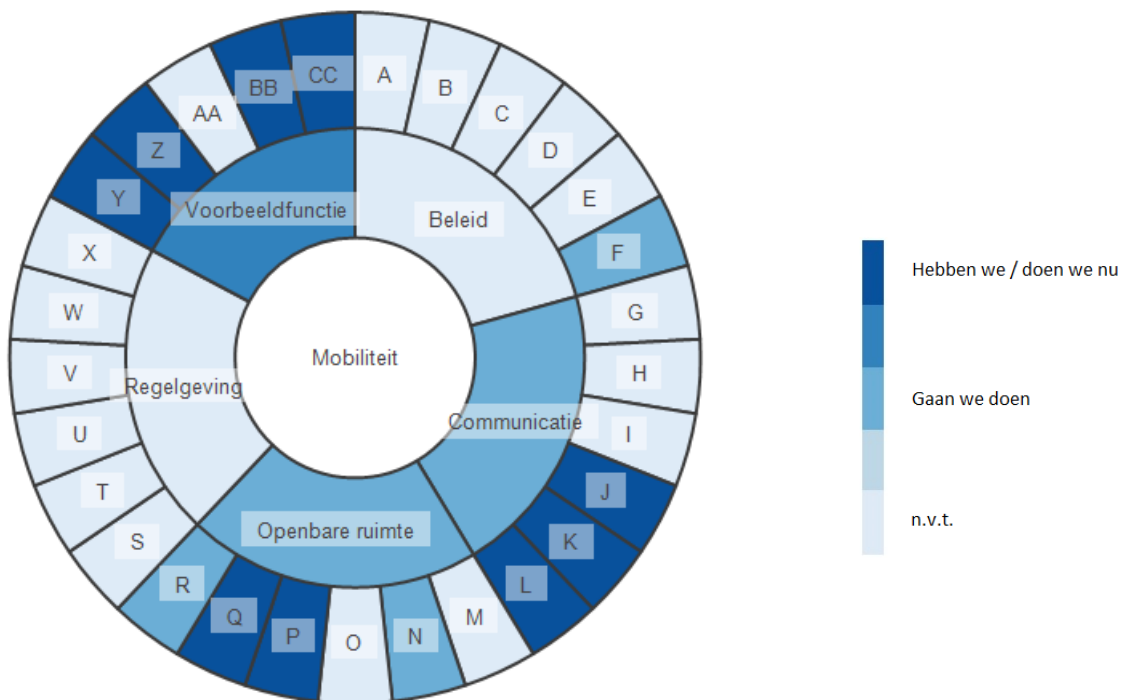 Mobiliteit
Beleid
Communicatie
Openbare ruimte
Regelgeving
Voorbeeldfunctie
A
B
C
D
E
F
G
H
I
J
K
L
M
N
O
P
Q
R
S
T
U
V
W
X
Y
Z
AA
BB
CC
Hebben we / doen we nu
Gaan we doen
n.v.t.